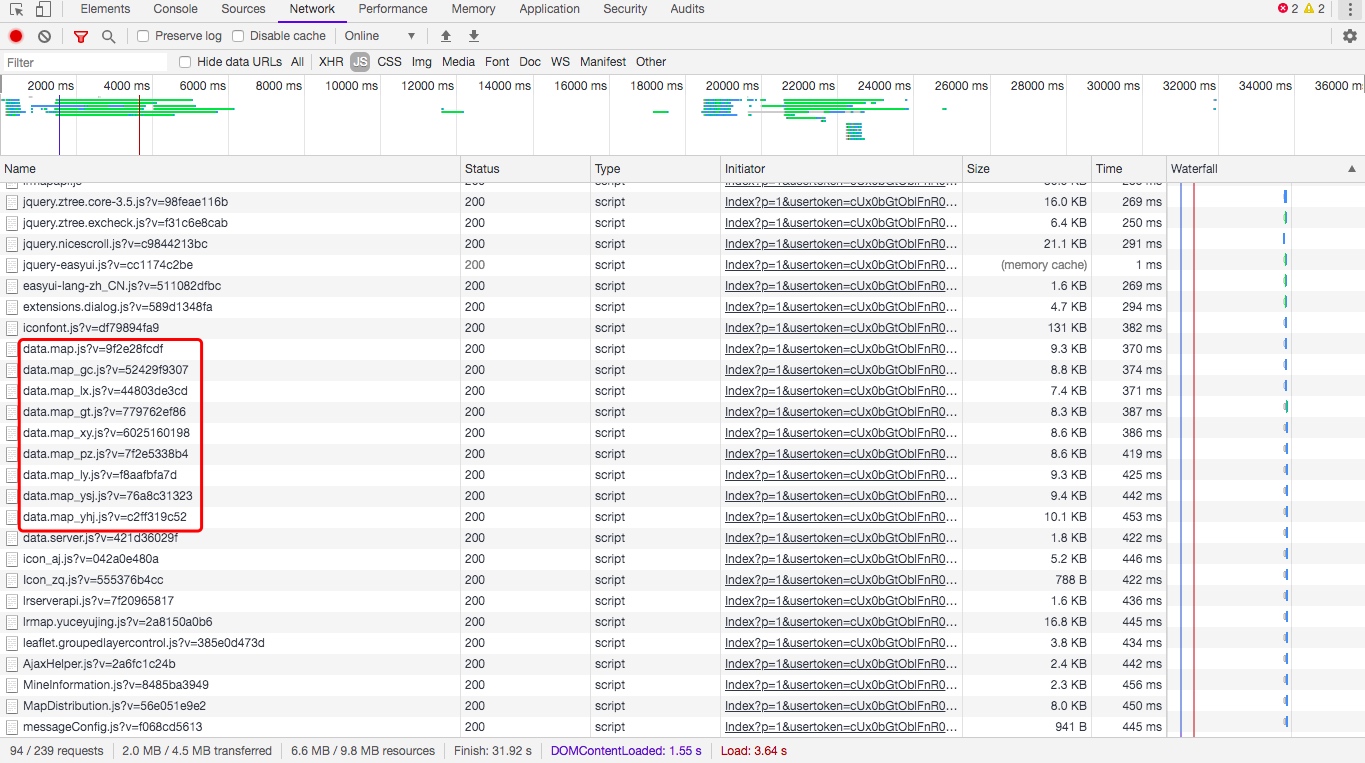 Elements Console Sources Network Performance Memory Application Security Audits 2 2
Preserve log Disable cache Online
Filter Hide data URLs All XHR JS CSS Img Media Font Doc WS Manifest Other
2000 ms 4000 ms 6000 ms 8000 ms 10000 ms 12000 ms 14000 ms 16000 ms 18000 ms 20000 ms 22000 ms 24000 ms 26000 ms 28000 ms 30000 ms 32000 ms 34000 ms 36000 ms
Name Status Type Initiator Size Time Waterfall
jquery.ztree.core-3.5.js?v=98feae116b 200 script Index?p=1&usertoken=cUx0bGtOblFnR0… 16.0 KB 269 ms
jquery.ztree.excheck.js?v=f31c6e8cab 200 script Index?p=1&usertoken=cUx0bGtOblFnR0… 6.4 KB 250 ms
jquery.nicescroll.js?v=c9844213bc 200 script Index?p=1&usertoken=cUx0bGtOblFnR0… 21.1 KB 291 ms
jquery-easyui.js?v=cc1174c2be 200 script Index?p=1&usertoken=cUx0bGtOblFnR0… (memory cache) 1 ms
easyui-lang-zh_CN.js?v=511082dfbc 200 script Index?p=1&usertoken=cUx0bGtOblFnR0… 1.6 KB 269 ms
extensions.dialog.js?v=589d1348fa 200 script Index?p=1&usertoken=cUx0bGtOblFnR0… 4.7 KB 294 ms
iconfont.js?v=df79894fa9 200 script Index?p=1&usertoken=cUx0bGtOblFnR0… 131 KB 382 ms
data.map.js?v=9f2e28fcdf 200 script Index?p=1&usertoken=cUx0bGtOblFnR0… 9.3 KB 370 ms
data.map_gc.js?v=52429f9307 200 script Index?p=1&usertoken=cUx0bGtOblFnR0… 8.8 KB 374 ms
data.map_lx.js?v=44803de3cd 200 script Index?p=1&usertoken=cUx0bGtOblFnR0… 7.4 KB 371 ms
data.map_gt.js?v=779762ef86 200 script Index?p=1&usertoken=cUx0bGtOblFnR0… 8.3 KB 387 ms
data.map_xy.js?v=6025160198 200 script Index?p=1&usertoken=cUx0bGtOblFnR0… 8.6 KB 386 ms
data.map_pz.js?v=7f2e5338b4 200 script Index?p=1&usertoken=cUx0bGtOblFnR0… 8.6 KB 419 ms
data.map_ly.js?v=f8aafbfa7d 200 script Index?p=1&usertoken=cUx0bGtOblFnR0… 9.3 KB 425 ms
data.map_ysj.js?v=76a8c31323 200 script Index?p=1&usertoken=cUx0bGtOblFnR0… 9.4 KB 442 ms
data.map_yhj.js?v=c2ff319c52 200 script Index?p=1&usertoken=cUx0bGtOblFnR0… 10.1 KB 453 ms
data.server.js?v=421d36029f 200 script Index?p=1&usertoken=cUx0bGtOblFnR0… 1.8 KB 422 ms
icon_aj.js?v=042a0e480a 200 script Index?p=1&usertoken=cUx0bGtOblFnR0… 5.2 KB 446 ms
Icon_zq.js?v=555376b4cc 200 script Index?p=1&usertoken=cUx0bGtOblFnR0… 788 B 422 ms
lrserverapi.js?v=7f20965817 200 script Index?p=1&usertoken=cUx0bGtOblFnR0… 1.6 KB 436 ms
lrmap.yuceyujing.js?v=2a8150a0b6 200 script Index?p=1&usertoken=cUx0bGtOblFnR0… 16.8 KB 445 ms
leaflet.groupedlayercontrol.js?v=385e0d473d 200 script Index?p=1&usertoken=cUx0bGtOblFnR0… 3.8 KB 434 ms
AjaxHelper.js?v=2a6fc1c24b 200 script Index?p=1&usertoken=cUx0bGtOblFnR0… 2.4 KB 442 ms
MineInformation.js?v=8485ba3949 200 script Index?p=1&usertoken=cUx0bGtOblFnR0… 2.3 KB 456 ms
MapDistribution.js?v=56e051e9e2 200 script Index?p=1&usertoken=cUx0bGtOblFnR0… 8.0 KB 450 ms
messageConfig.js?v=f068cd5613 200 script Index?p=1&usertoken=cUx0bGtOblFnR0… 941 B 445 ms
94 / 239 requests 2.0 MB / 4.5 MB transferred 6.6 MB / 9.8 MB resources Finish: 31.92 s DOMContentLoaded: 1.55 s Load: 3.64 s